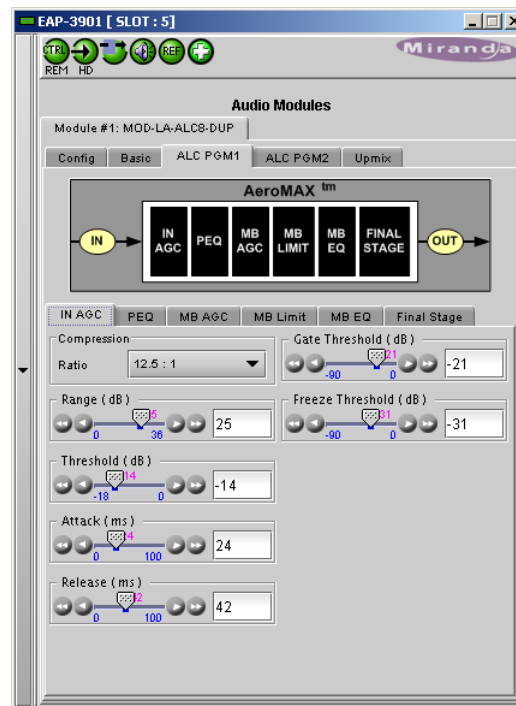 EAP-3901 [ SLOT : 5]
CTRL REF
REM HD
Miranda
Audio Modules
Module #1: MOD-LA-ALC8-DUP
Config Basic ALC PGM1 ALC PGM2 Upmix
AeroMAX tm
IN
IN AGC
PEQ
MB AGC
MB LIMIT
MB EQ
FINAL STAGE
OUT
IN AGC PEQ MB AGC MB Limit MB EQ Final Stage
Compression
Ratio 12.5 : 1
Gate Threshold ( dB )
21
-90 0
-21
Range ( dB )
0 36
25
Freeze Threshold ( dB )
31
-90 0
-31
Threshold ( dB )
14
-18 0
-14
Attack ( ms )
0 100
24
Release ( ms )
0 100
42